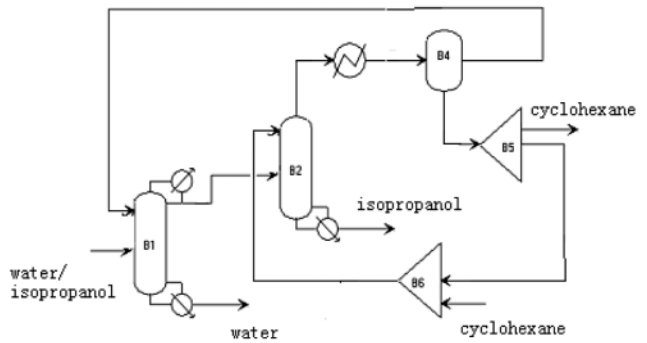 B4
cyclohexane
B5
B2
isopropanol
B1
water/
isopropanol
B6
water
cyclohexane